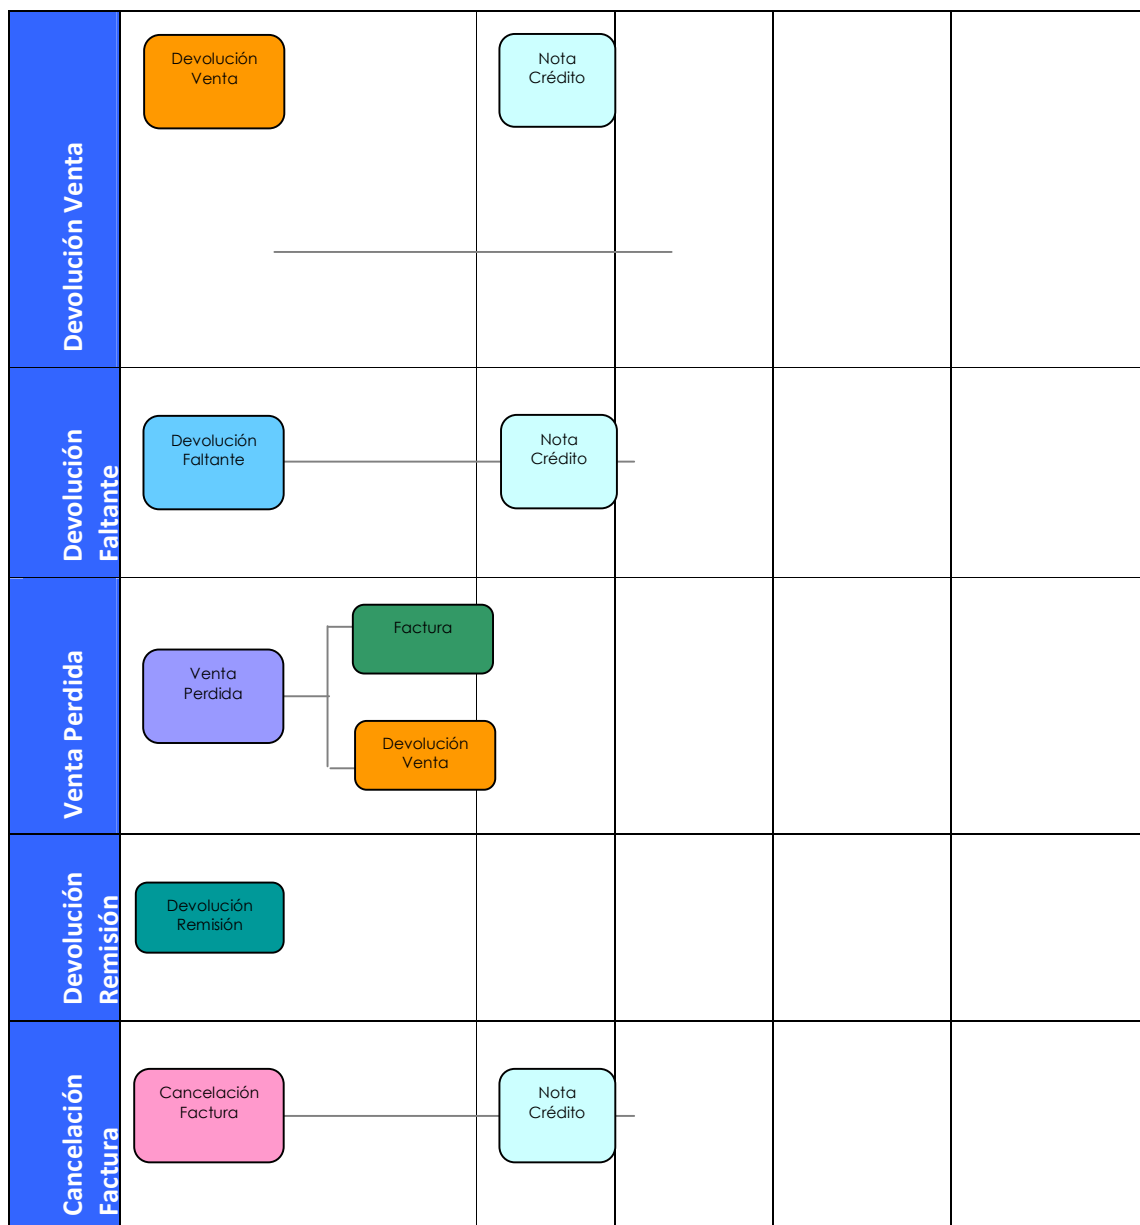 Devolución Venta
Devolución
Venta
Nota
Crédito
Devolución
Faltante
Devolución
Faltante
Nota
Crédito
Venta Perdida
Venta
Perdida
Factura
Devolución
Venta
Devolución
Remisión
Devolución
Remisión
Cancelación
Factura
Cancelación
Factura
Nota
Crédito